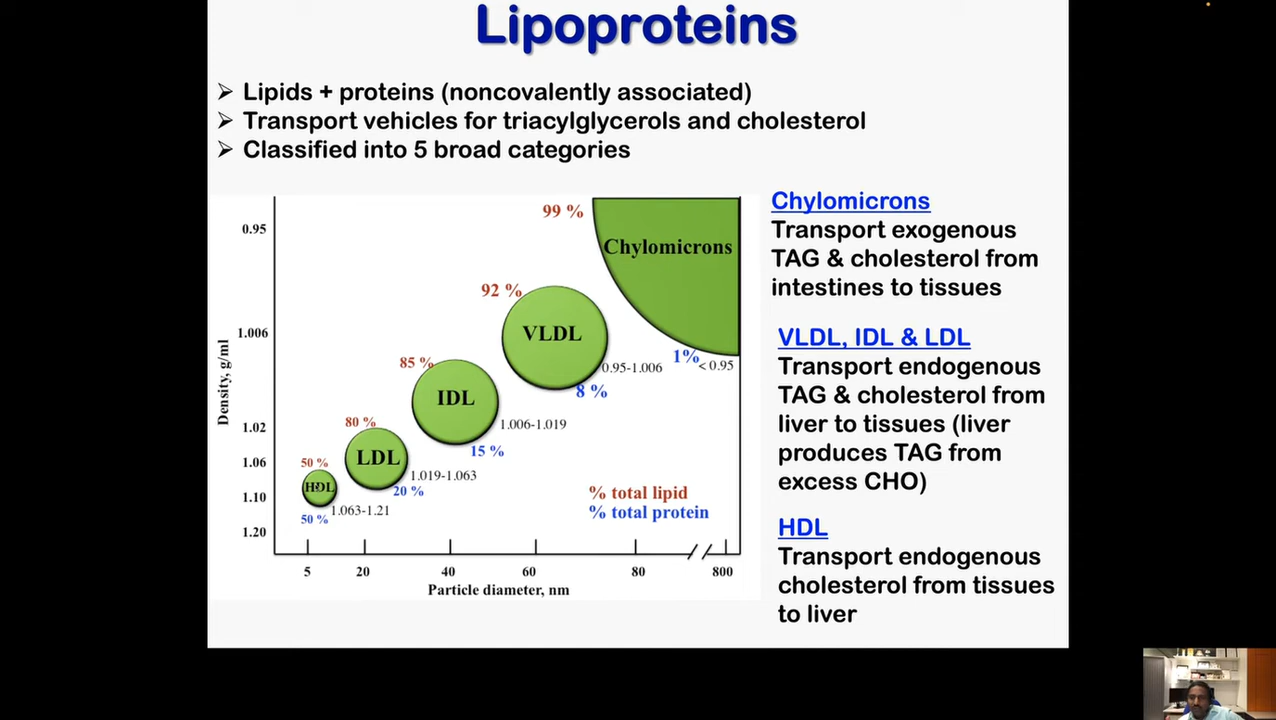 Lipoproteins
➢ Lipids + proteins (noncovalently associated)
➢ Transport vehicles for triacylglycerols and cholesterol
➢ Classified into 5 broad categories
Density, g/ml
0.95
1.006
1.02
1.06
1.10
1.20
99 %
Chylomicrons
1%
< 0.95
92 %
VLDL
0.95-1.006
8 %
85 %
IDL
1.006-1.019
15 %
80 %
LDL
1.019-1.063
20 %
50 %
HDL
1.063-1.21
50 %
% total lipid
% total protein
5 20 40 60 80 800
Particle diameter, nm
Chylomicrons
Transport exogenous
TAG & cholesterol from
intestines to tissues
VLDL, IDL & LDL
Transport endogenous
TAG & cholesterol from
liver to tissues (liver
produces TAG from
excess CHO)
HDL
Transport endogenous
cholesterol from tissues
to liver